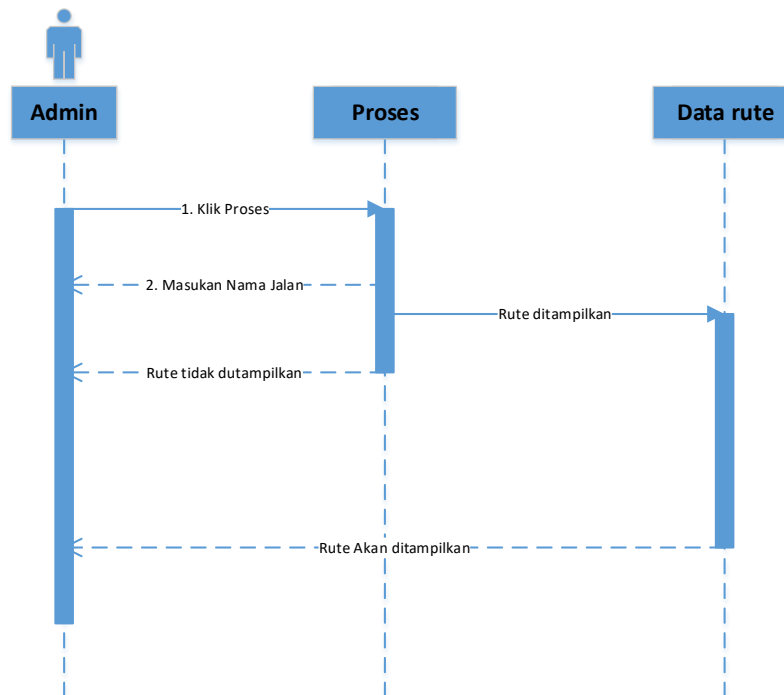 Admin
Proses
Data rute
1. Klik Proses
2. Masukan Nama Jalan
Rute ditampilkan
Rute tidak dutampilkan
Rute Akan ditampilkan